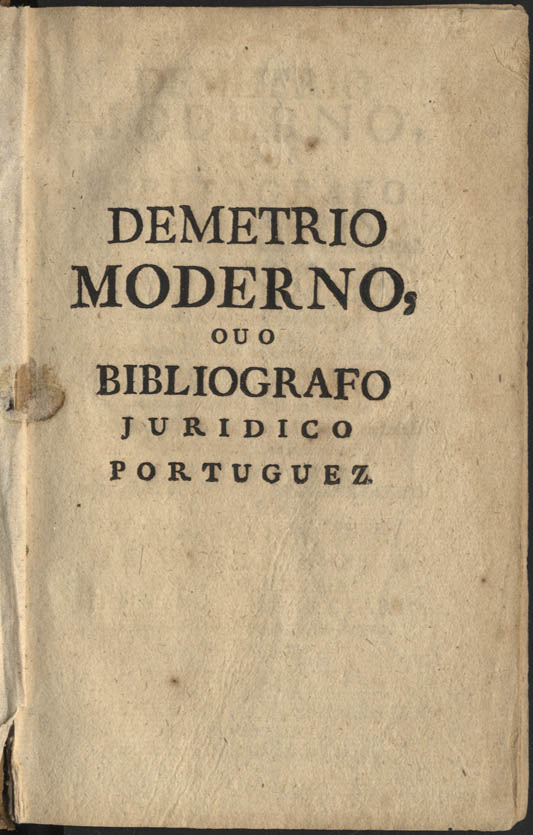 DEMETRIO
MODERNO,
OU O
BIBLIOGRAFO
JURIDICO
PORTUGUEZ.